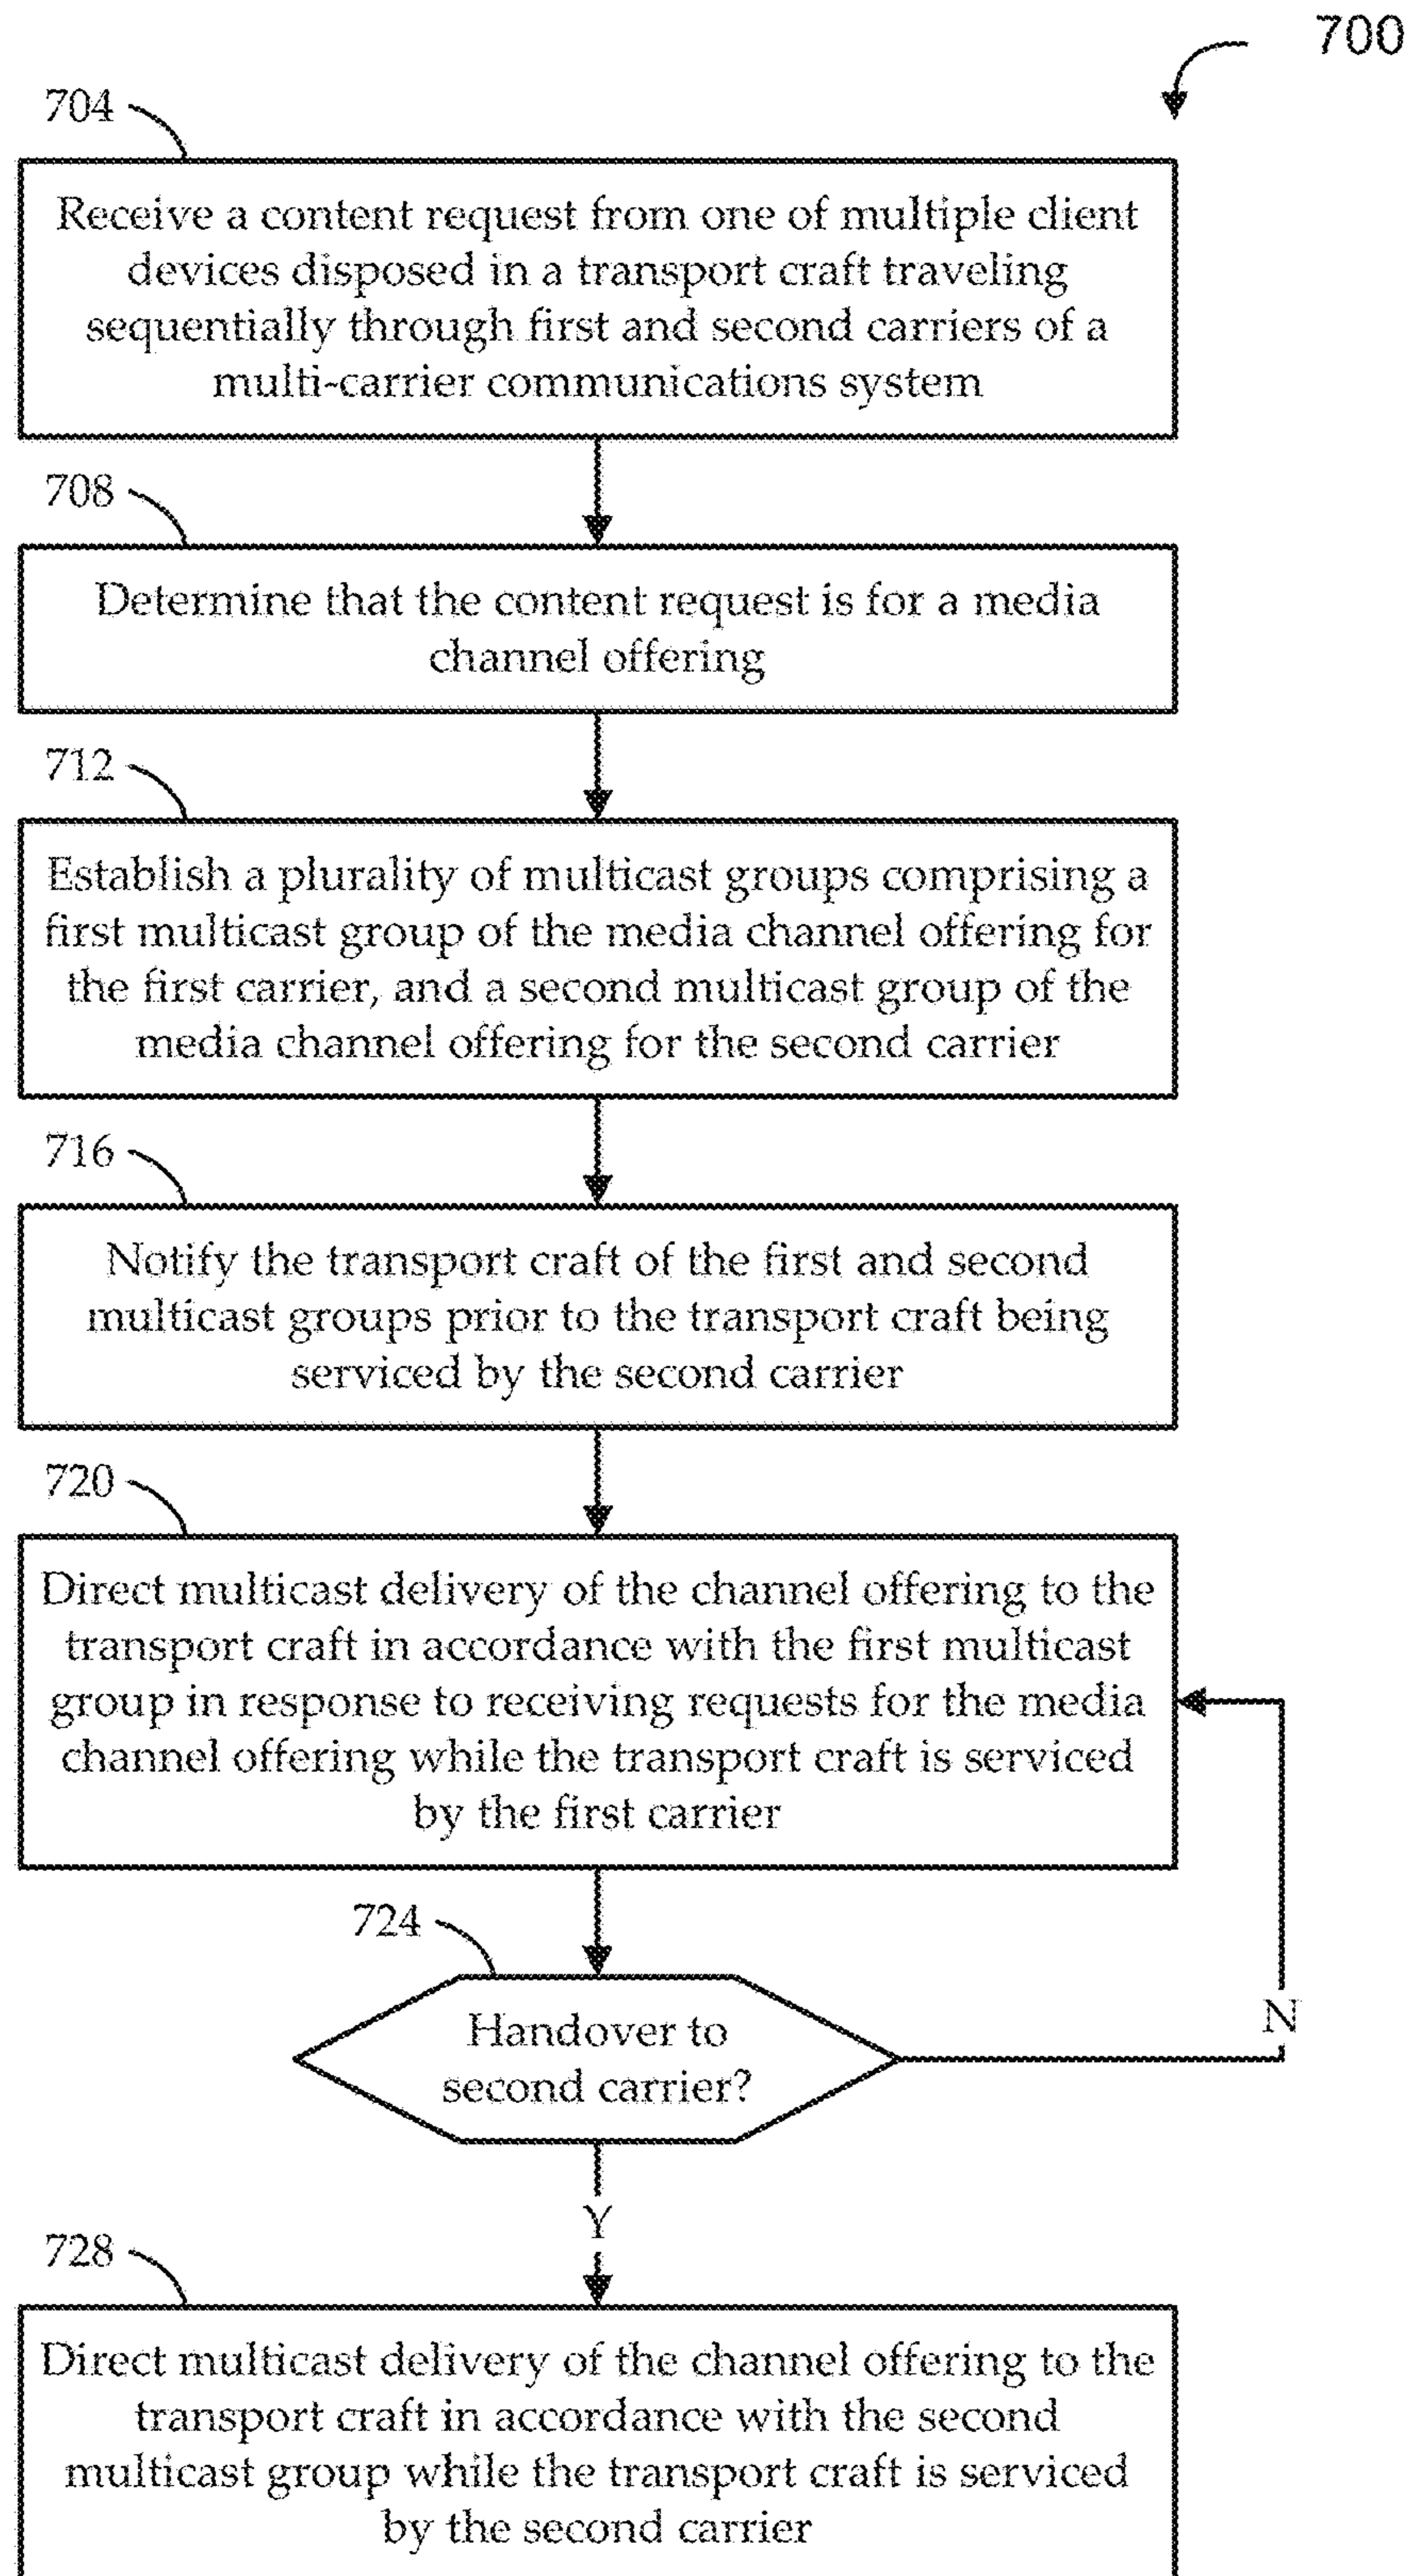 700
704
Receive a content request from one of multiple client
devices disposed in a transport craft traveling
sequentially through first and second carriers of a
multi-carrier communications system
708
Determine that the content request is for a media
channel offering
712
Establish a plurality of multicast groups comprising a
first multicast group of the media channel offering for
the first carrier, and a second multicast group of the
media channel offering for the second carrier
716
Notify the transport craft of the first and second
multicast groups prior to the transport craft being
serviced by the second carrier
720
Direct multicast delivery of the channel offering to the
transport craft in accordance with the first multicast
group in response to receiving requests for the media
channel offering while the transport craft is serviced
by the first carrier
724
Handover to
second carrier?
N
Y
728
Direct multicast delivery of the channel offering to the
transport craft in accordance with the second
multicast group while the transport craft is serviced
by the second carrier